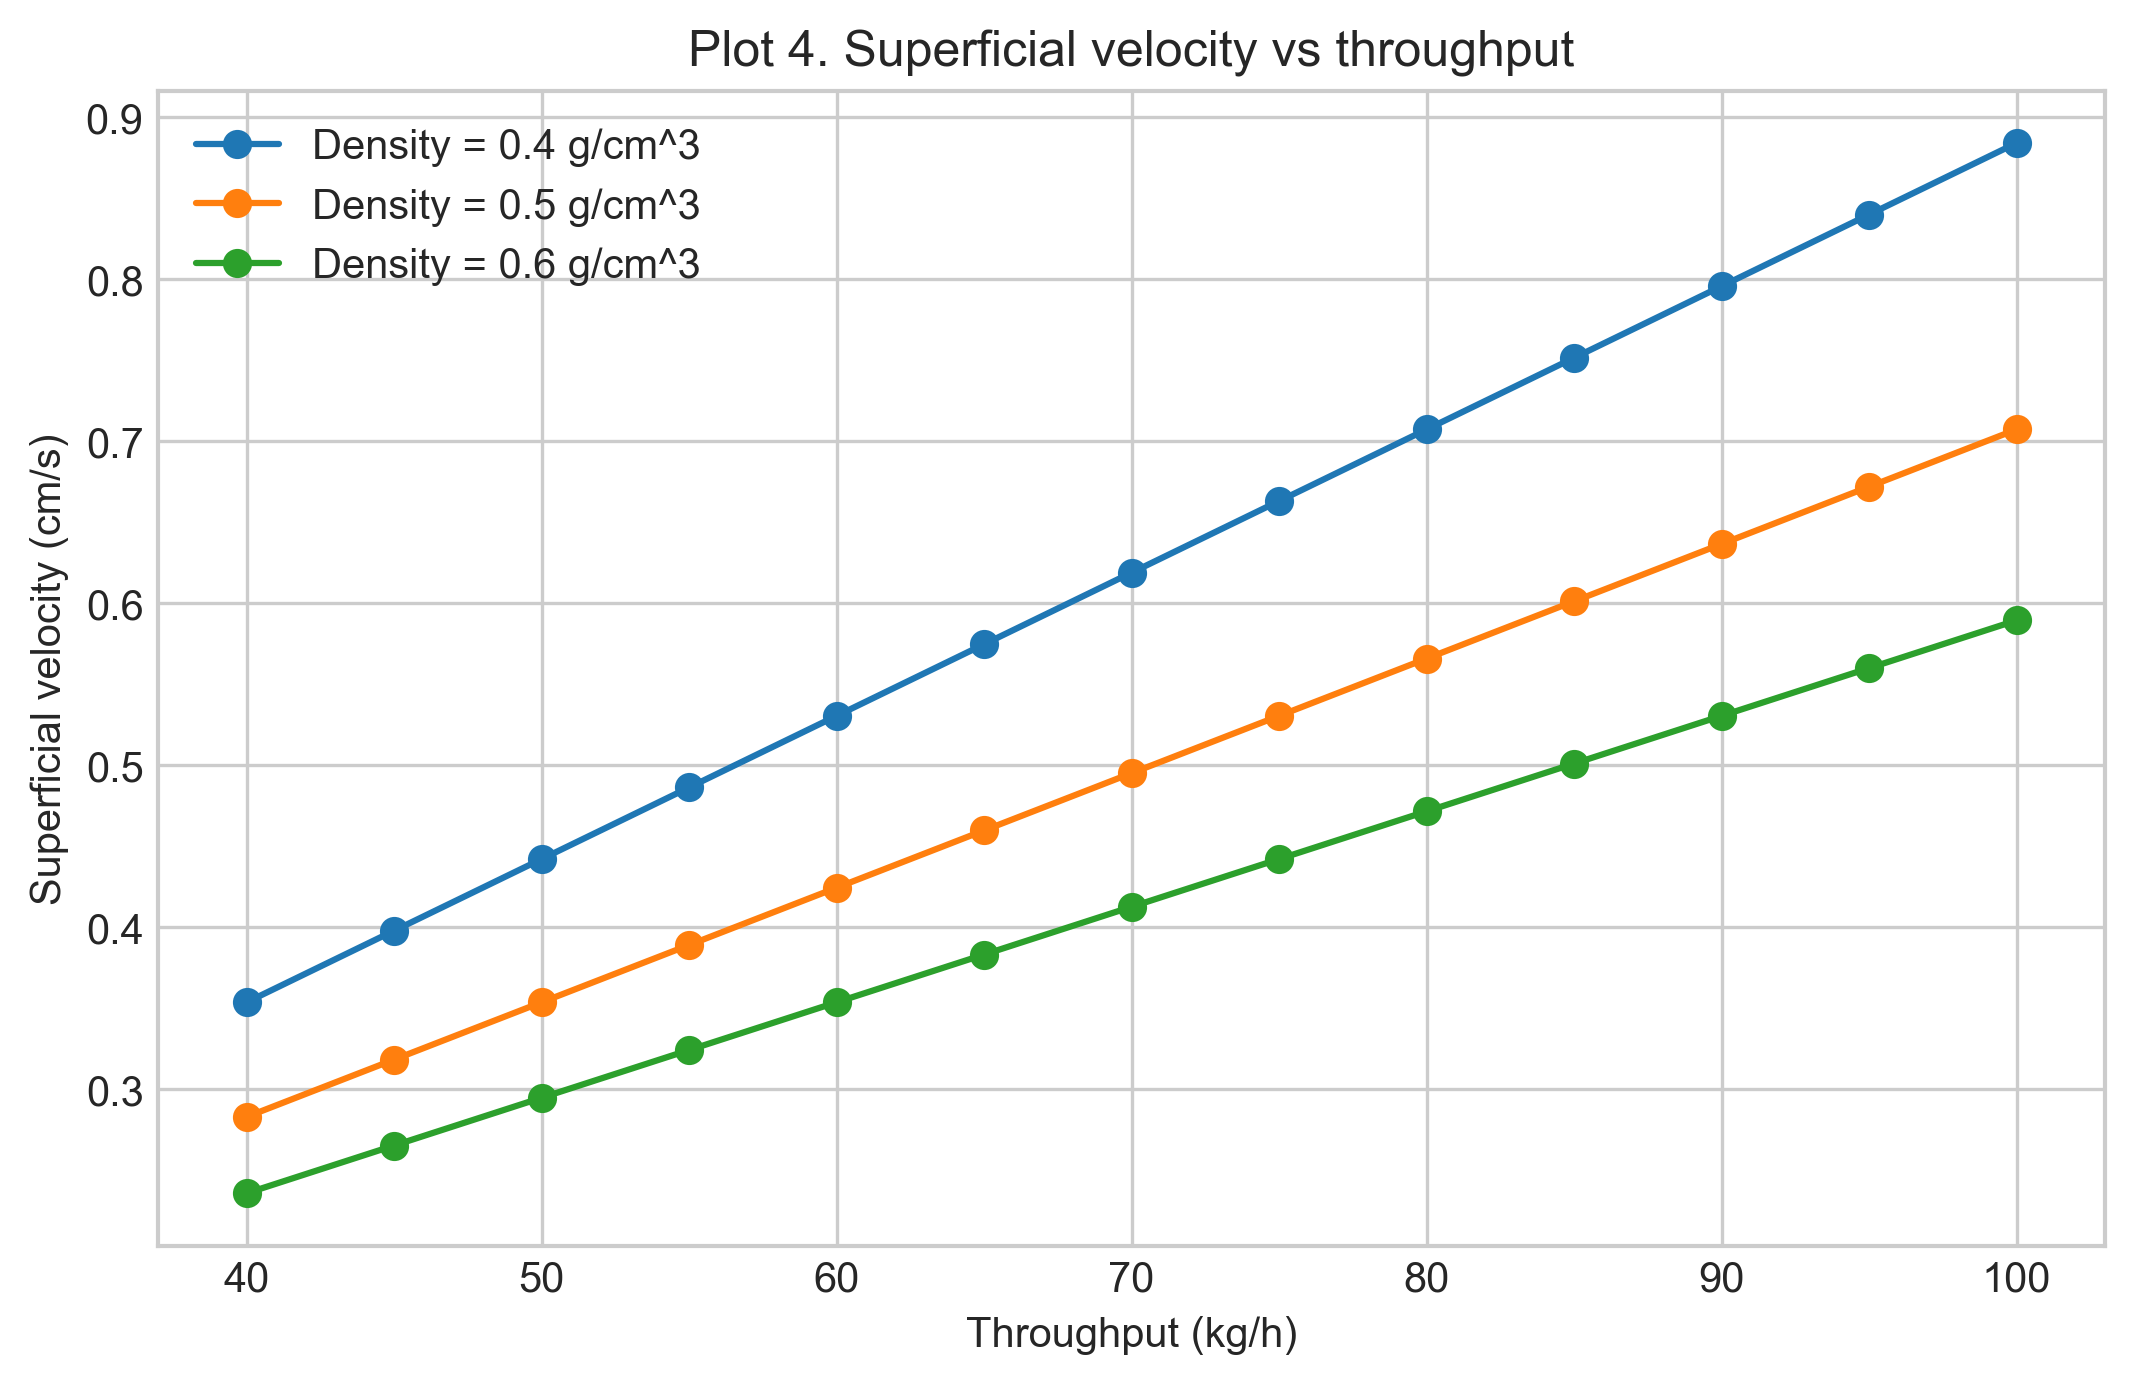 Plot 4. Superficial velocity vs throughput
Density = 0.4 g/cm^3
Density = 0.5 g/cm^3
Density = 0.6 g/cm^3
Superficial velocity (cm/s)
0.9
0.8
0.7
0.6
0.5
0.4
0.3
40 50 60 70 80 90 100
Throughput (kg/h)